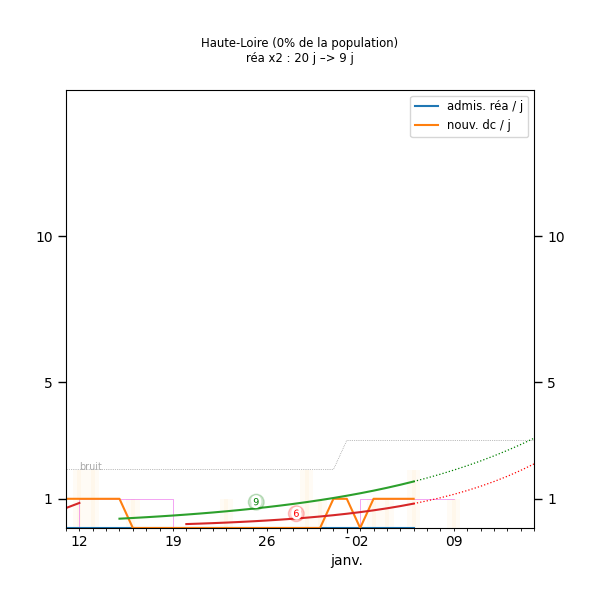 Haute-Loire (0% de la population)
réa x2 : 20 j –> 9 j
admis. réa / j
nouv. dc / j
10
10
5
5
bruit
1
1
9
6
12
19
26
02
09
janv.